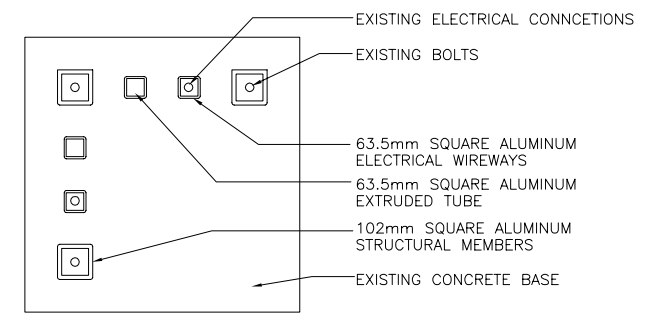 EXISTING ELECTRICAL CONNCETIONS
EXISTING BOLTS
63.5mm SQUARE ALUMINUM
ELECTRICAL WIREWAYS
63.5mm SQUARE ALUMINUM
EXTRUDED TUBE
102mm SQUARE ALUMINUM
STRUCTURAL MEMBERS
EXISTING CONCRETE BASE